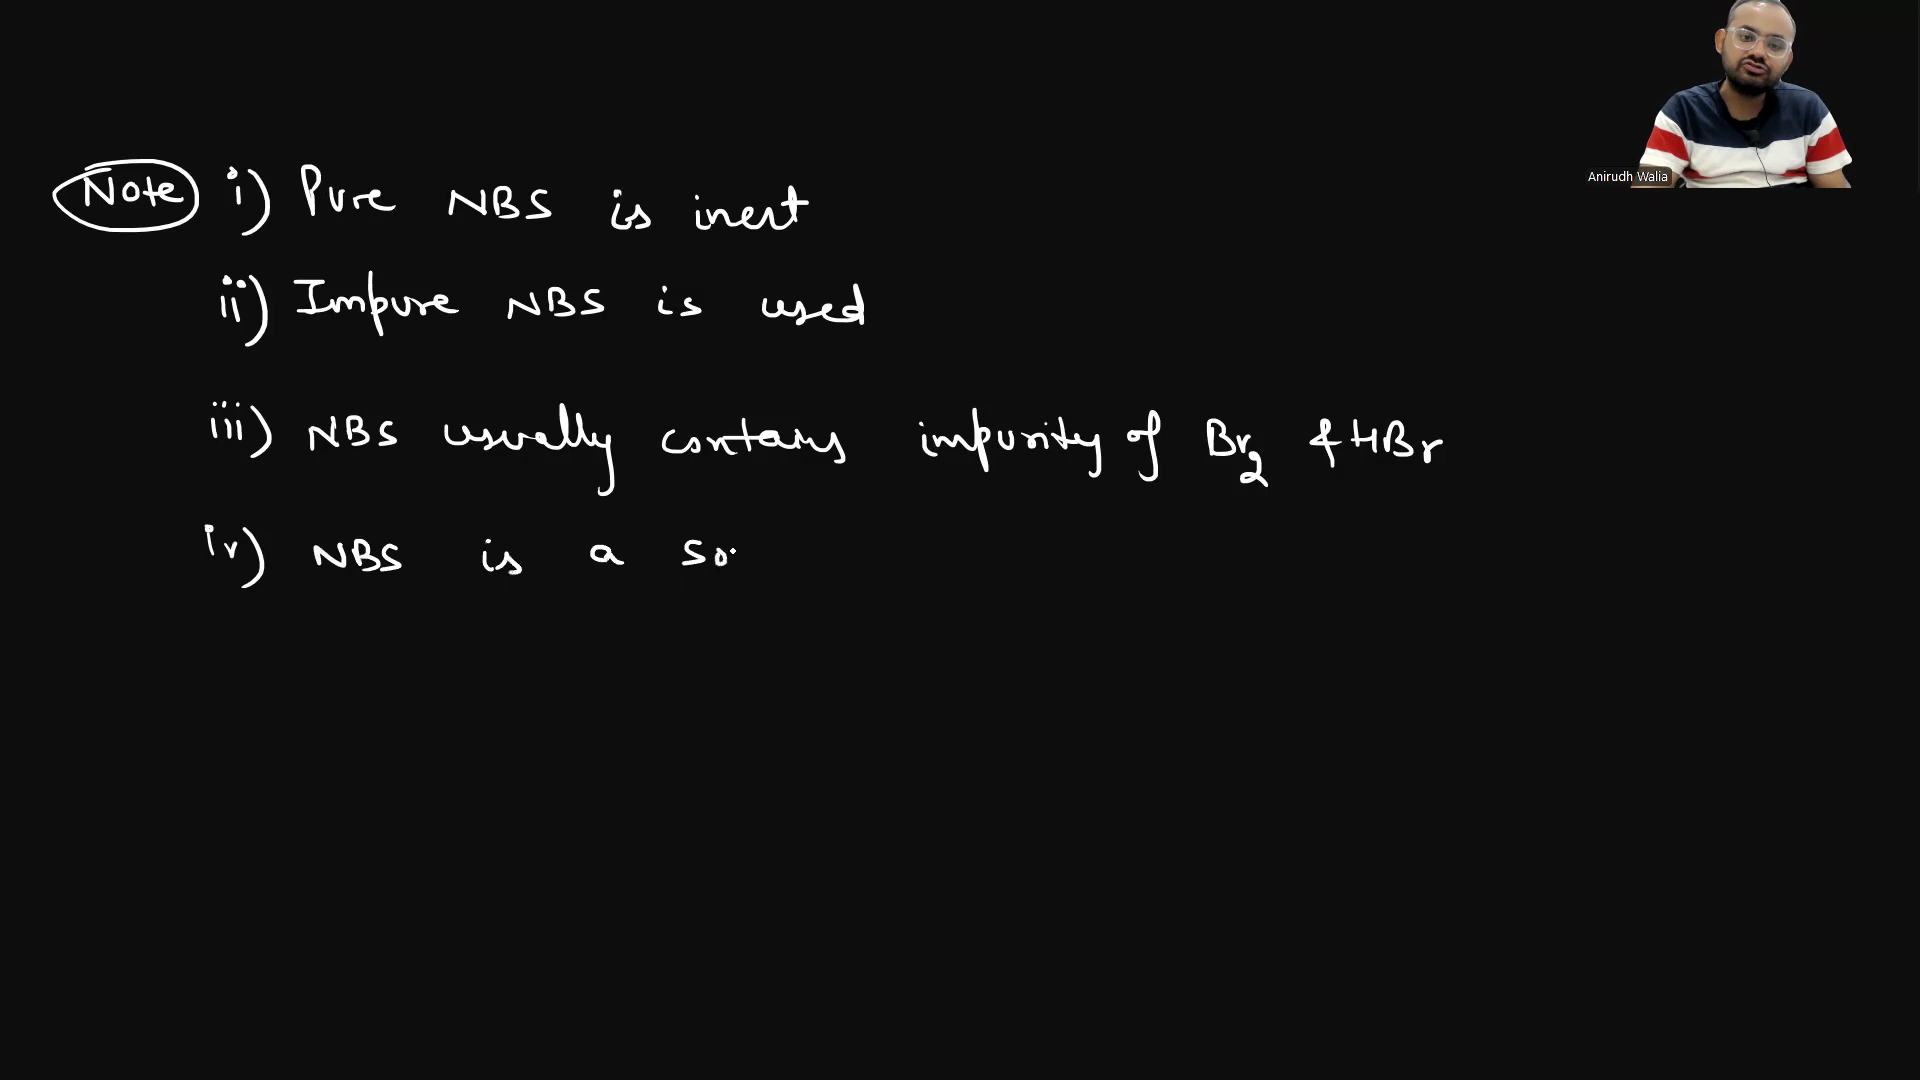 Note i) Pure NBS is inert
ii) Impure NBS is used
iii) NBS usually contains impurity of Br2 & HBr
iv) NBS is a so
Anirudh Walia